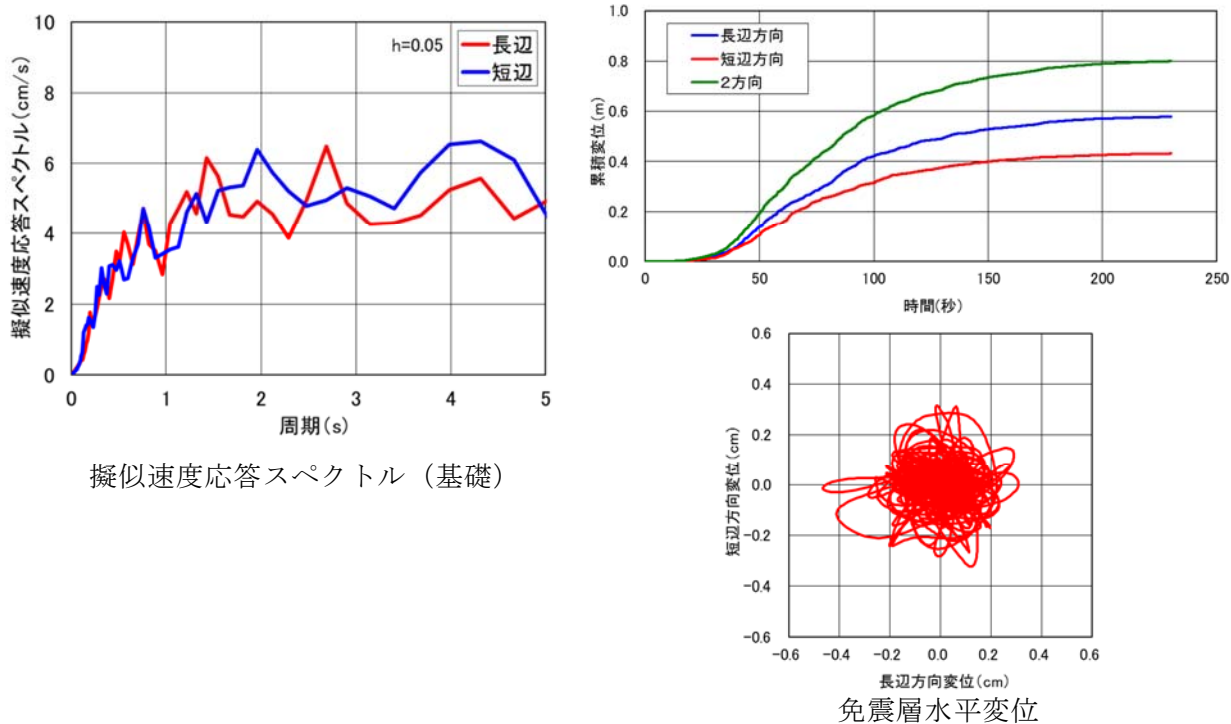 10
8
6
4
2
0
擬似速度応答スペクトル(cm/s)
h=0.05
長辺
短辺
0 1 2 3 4 5
周期(s)
擬似速度応答スペクトル（基礎）
1.0
0.8
0.6
0.4
0.2
0.0
累積変位(m)
長辺方向
短辺方向
2方向
0 50 100 150 200 250
時間(秒)
0.6
0.4
0.2
0.0
-0.2
-0.4
-0.6
短辺方向変位(cm)
-0.6 -0.4 -0.2 0.0 0.2 0.4 0.6
長辺方向変位(cm)
免震層水平変位